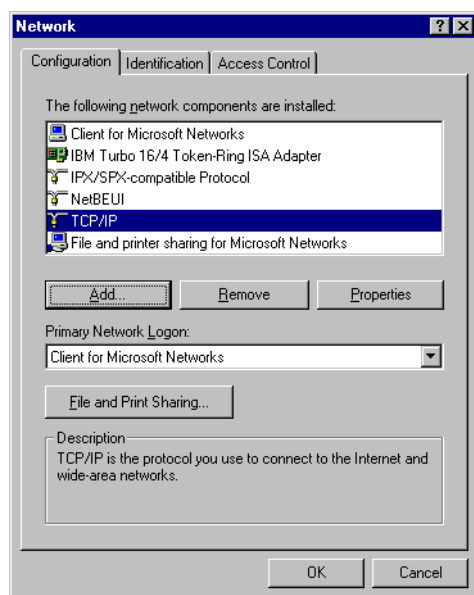 Network
Configuration Identification Access Control
The following network components are installed:
Client for Microsoft Networks
IBM Turbo 16/4 Token-Ring ISA Adapter
IPX/SPX-compatible Protocol
NetBEUI
TCP/IP
File and printer sharing for Microsoft Networks
Add... Remove Properties
Primary Network Logon:
Client for Microsoft Networks
File and Print Sharing...
Description
TCP/IP is the protocol you use to connect to the Internet and
wide-area networks.
OK Cancel